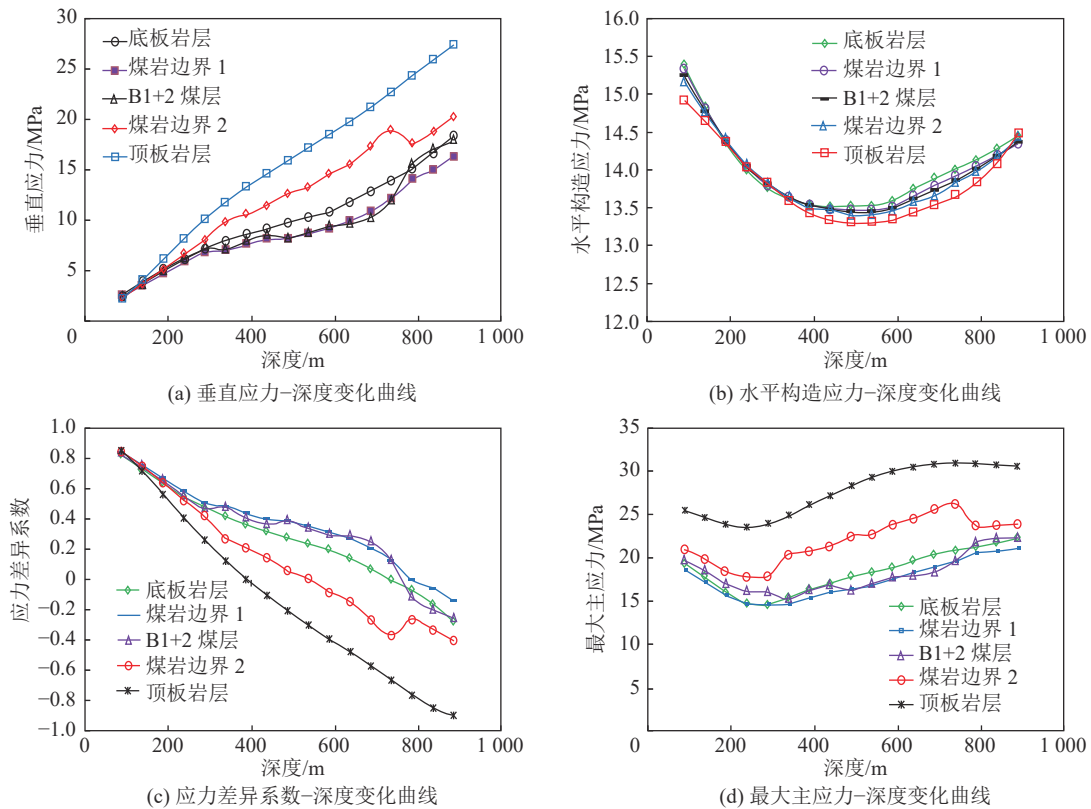 30
25
20
15
10
5
0
200
400
600
800
1 000
垂直应力/MPa
深度/m
底板岩层
煤岩边界 1
B1+2 煤层
煤岩边界 2
顶板岩层
(a) 垂直应力–深度变化曲线
16.0
15.5
15.0
14.5
14.0
13.5
13.0
12.5
12.0
0
200
400
600
800
1 000
水平构造应力/MPa
深度/m
底板岩层
煤岩边界 1
B1+2 煤层
煤岩边界 2
顶板岩层
(b) 水平构造应力–深度变化曲线
1.0
0.8
0.6
0.4
0.2
0
−0.2
−0.4
−0.6
−0.8
−1.0
0
200
400
600
800
1 000
应力差异系数
深度/m
底板岩层
煤岩边界 1
B1+2 煤层
煤岩边界 2
顶板岩层
(c) 应力差异系数–深度变化曲线
35
30
25
20
15
10
5
0
200
400
600
800
1 000
最大主应力/MPa
深度/m
底板岩层
煤岩边界 1
B1+2 煤层
煤岩边界 2
顶板岩层
(d) 最大主应力–深度变化曲线